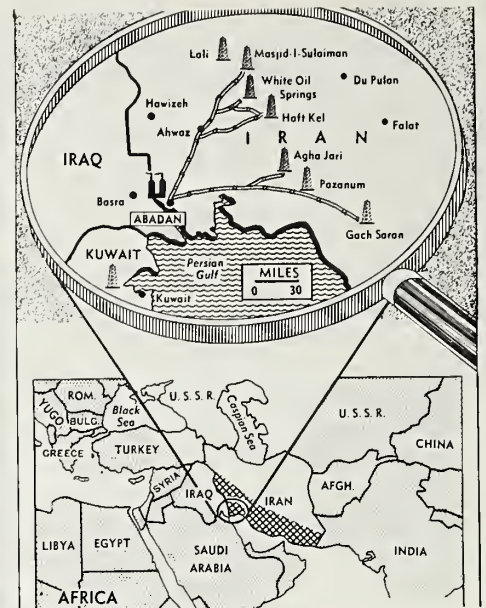 Lali
Masjid-I-Sulaiman
White Oil
Springs
Du Pulan
Hawizeh
Haft Kel
Ahwaz
I R A N
Falat
IRAQ
Agha Jari
Pazanum
Basra
ABADAN
Gach Saran
KUWAIT
Persian
Gulf
MILES
0 30
Kuwait
ROM.
U.S.S.R.
U.S.S.R.
YUGO
Black
Sea
Caspian Sea
BULG.
CHINA
GREECE
TURKEY
SYRIA
IRAQ
IRAN
AFGH.
LIBYA
EGYPT
SAUDI
ARABIA
INDIA
AFRICA